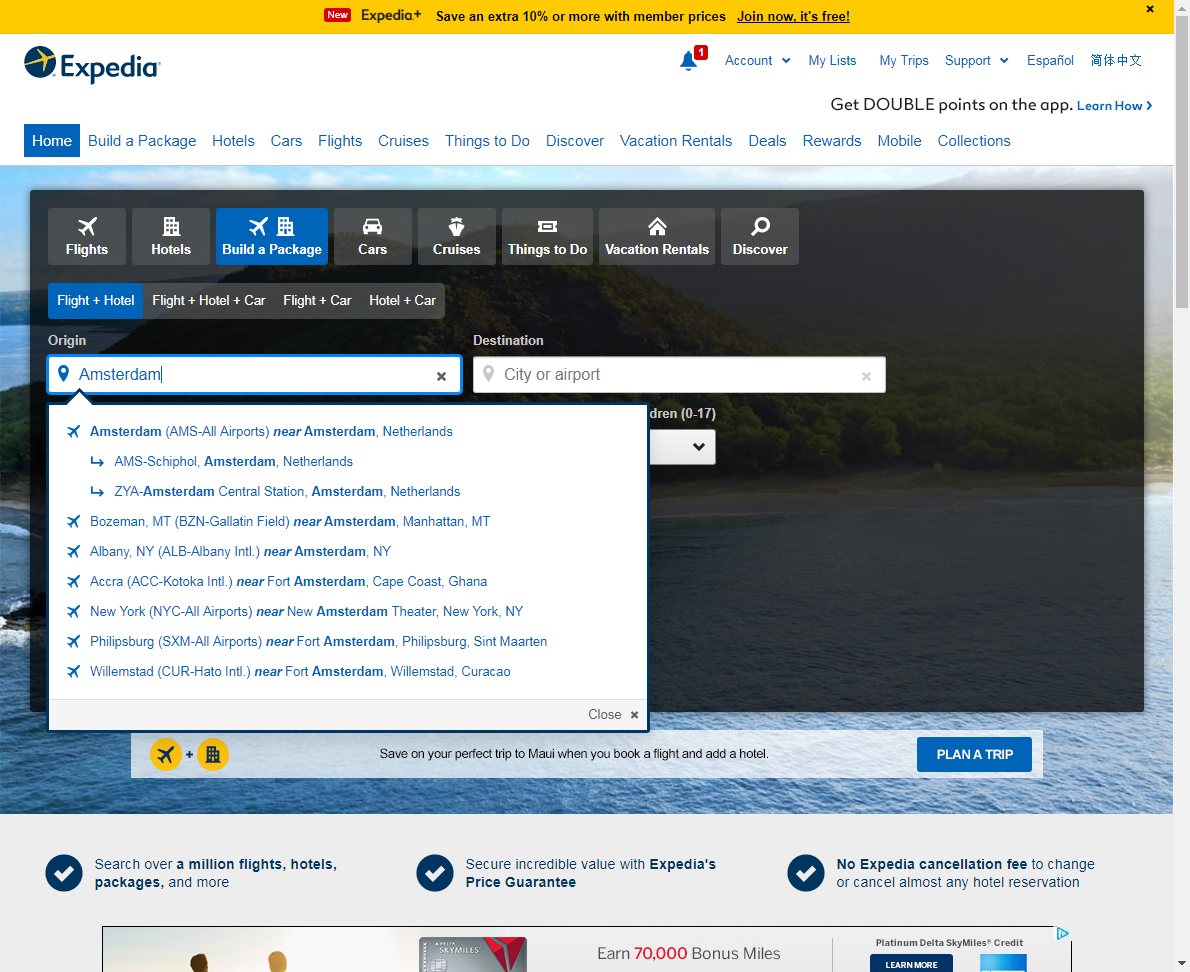 New Expedia+ Save an extra 10% or more with member prices Join now, it's free!
Expedia
1 Account My Lists My Trips Support Español 简体中文
Get DOUBLE points on the app. Learn How
Home Build a Package Hotels Cars Flights Cruises Things to Do Discover Vacation Rentals Deals Rewards Mobile Collections
Flights Hotels Build a Package Cars Cruises Things to Do Vacation Rentals Discover
Flight + Hotel Flight + Hotel + Car Flight + Car Hotel + Car
Origin Destination
Amsterdam City or airport
dren (0-17)
Amsterdam (AMS-All Airports) near Amsterdam, Netherlands
AMS-Schiphol, Amsterdam, Netherlands
ZYA-Amsterdam Central Station, Amsterdam, Netherlands
Bozeman, MT (BZN-Gallatin Field) near Amsterdam, Manhattan, MT
Albany, NY (ALB-Albany Intl.) near Amsterdam, NY
Accra (ACC-Kotoka Intl.) near Fort Amsterdam, Cape Coast, Ghana
New York (NYC-All Airports) near New Amsterdam Theater, New York, NY
Philipsburg (SXM-All Airports) near Fort Amsterdam, Philipsburg, Sint Maarten
Willemstad (CUR-Hato Intl.) near Fort Amsterdam, Willemstad, Curacao
Close
+ Save on your perfect trip to Maui when you book a flight and add a hotel. PLAN A TRIP
Search over a million flights, hotels,
packages, and more
Secure incredible value with Expedia's
Price Guarantee
No Expedia cancellation fee to change
or cancel almost any hotel reservation
DELTA
SKYMILES
Earn 70,000 Bonus Miles
Platinum Delta SkyMiles® Credit
LEARN MORE